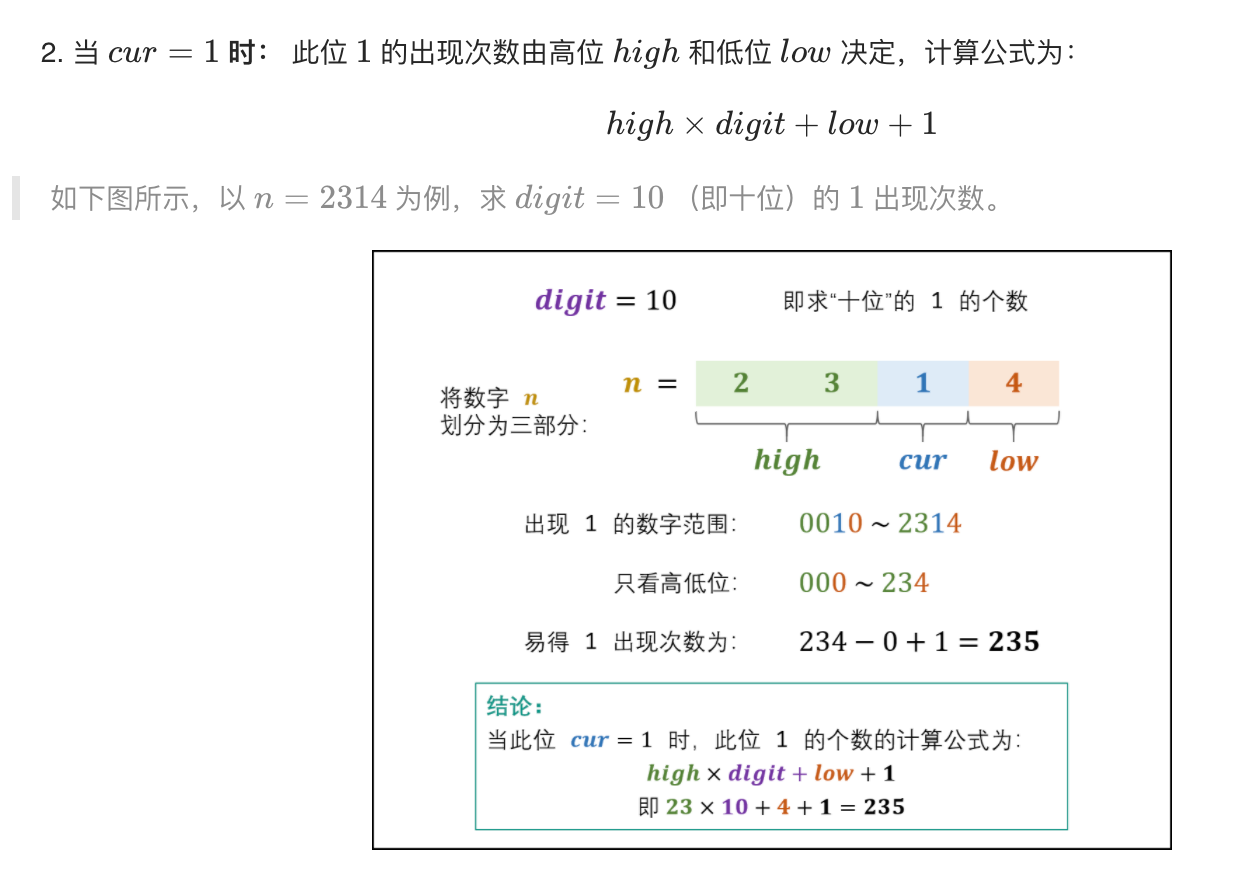 2. 当 cur = 1 时： 此位 1 的出现次数由高位 high 和低位 low 决定，计算公式为：
high × digit + low + 1
如下图所示，以 n = 2314 为例，求 digit = 10 （即十位）的 1 出现次数。
digit = 10 即求“十位”的 1 的个数
将数字 n
划分为三部分：
n = 2 3 1 4
high cur low
出现 1 的数字范围： 0010 ~ 2314
只看高低位： 000 ~ 234
易得 1 出现次数为： 234 − 0 + 1 = 235
结论：
当此位 cur = 1 时，此位 1 的个数的计算公式为：
high × digit + low + 1
即 23 × 10 + 4 + 1 = 235